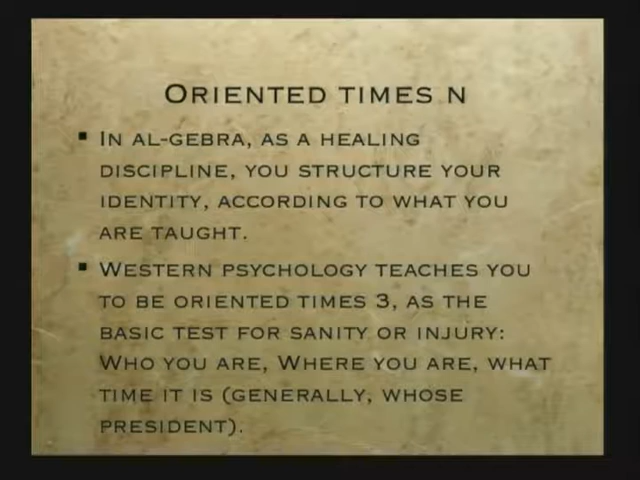 ORIENTED TIMES N
▪ IN AL-GEBRA, AS A HEALING
DISCIPLINE, YOU STRUCTURE YOUR
IDENTITY, ACCORDING TO WHAT YOU
ARE TAUGHT.
▪ WESTERN PSYCHOLOGY TEACHES YOU
TO BE ORIENTED TIMES 3, AS THE
BASIC TEST FOR SANITY OR INJURY:
WHO YOU ARE, WHERE YOU ARE, WHAT
TIME IT IS (GENERALLY, WHOSE
PRESIDENT).